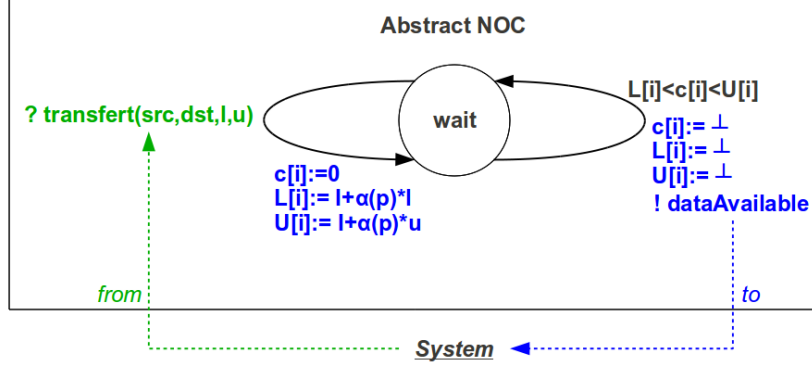 Abstract NOC
? transfert(src,dst,l,u)
wait
L[i]<c[i]<U[i]
c[i]:= ⊥
L[i]:= ⊥
U[i]:= ⊥
! dataAvailable
c[i]:=0
L[i]:= l+α(p)*l
U[i]:= l+α(p)*u
from
to
System